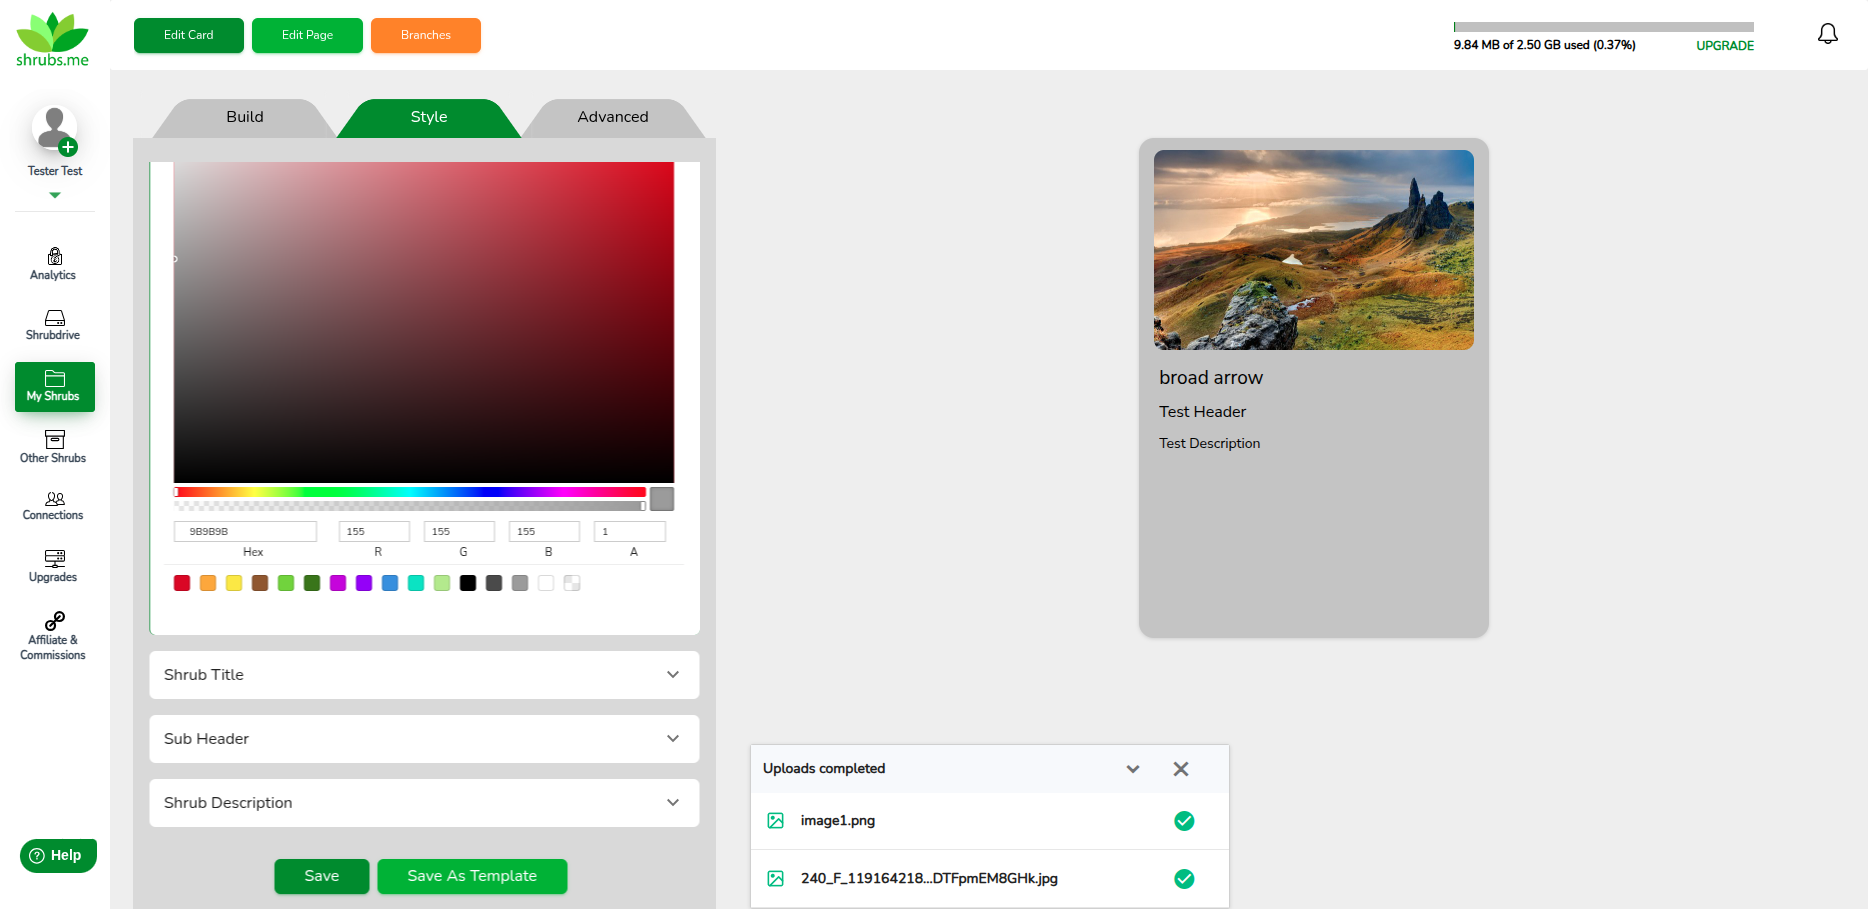 shrubs.me
Edit Card
Edit Page
Branches
9.84 MB of 2.50 GB used (0.37%)
UPGRADE
Tester Test
Analytics
Shrubdrive
My Shrubs
Other Shrubs
Connections
Upgrades
Affiliate &
Commissions
Help
Build
Style
Advanced
9B9B9B
155
155
155
1
Hex
R
G
B
A
Shrub Title
Sub Header
Shrub Description
Save
Save As Template
broad arrow
Test Header
Test Description
Uploads completed
image1.png
240_F_119164218...DTFpmEM8GHk.jpg